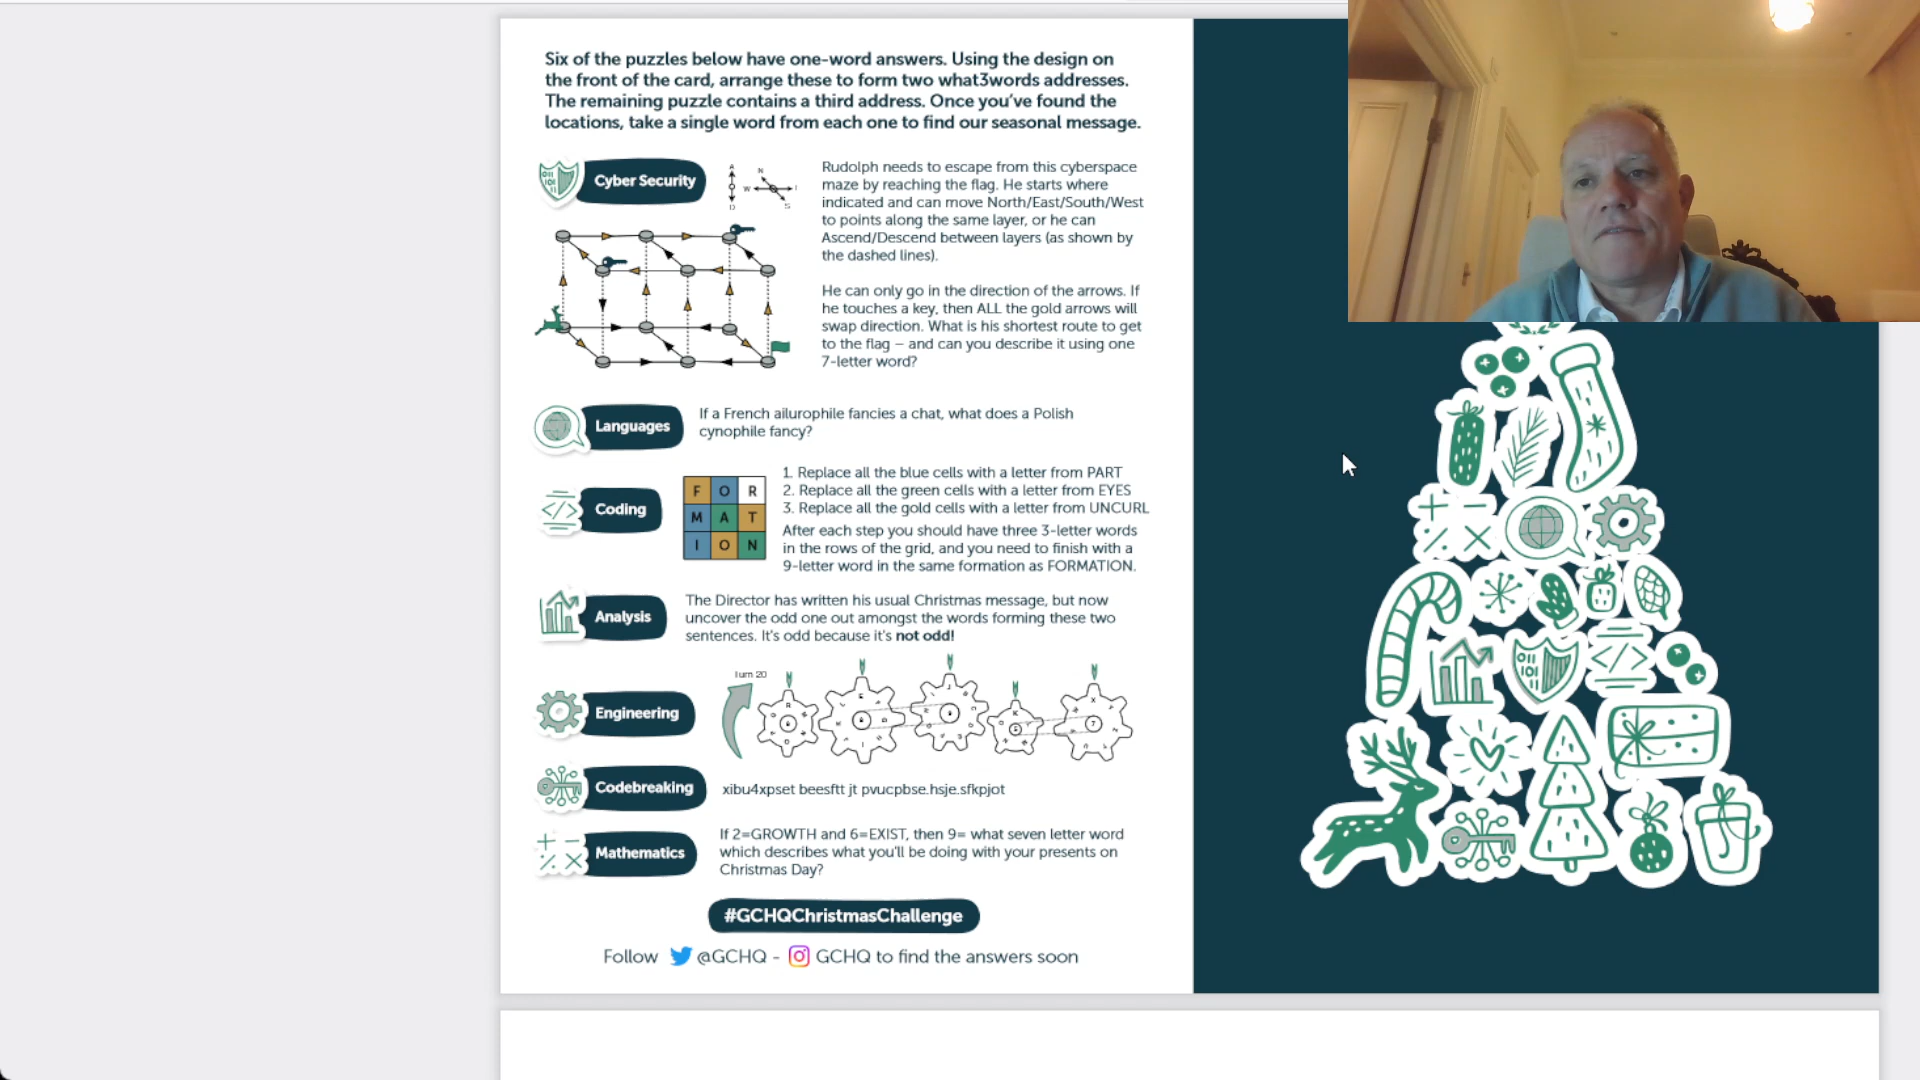 Six of the puzzles below have one-word answers. Using the design on
the front of the card, arrange these to form two what3words addresses.
The remaining puzzle contains a third address. Once you've found the
locations, take a single word from each one to find our seasonal message.
Cyber Security
A
D
N
W
S
Rudolph needs to escape from this cyberspace
maze by reaching the flag. He starts where
indicated and can move North/East/South/West
to points along the same layer, or he can
Ascend/Descend between layers (as shown by
the dashed lines).
He can only go in the direction of the arrows. If
he touches a key, then ALL the gold arrows will
swap direction. What is his shortest route to get
to the flag – and can you describe it using one
7-letter word?
Languages
If a French ailurophile fancies a chat, what does a Polish
cynophile fancy?
Coding
F O R
M A T
I O N
1. Replace all the blue cells with a letter from PART
2. Replace all the green cells with a letter from EYES
3. Replace all the gold cells with a letter from UNCURL
After each step you should have three 3-letter words
in the rows of the grid, and you need to finish with a
9-letter word in the same formation as FORMATION.
Analysis
The Director has written his usual Christmas message, but now
uncover the odd one out amongst the words forming these two
sentences. It's odd because it's not odd!
Engineering
Turn 20
Codebreaking
xibu4xpset beesftt jt pvucpbse.hsje.sfkpjot
Mathematics
If 2=GROWTH and 6=EXIST, then 9= what seven letter word
which describes what you'll be doing with your presents on
Christmas Day?
#GCHQChristmasChallenge
Follow @GCHQ - GCHQ to find the answers soon
011
101
11